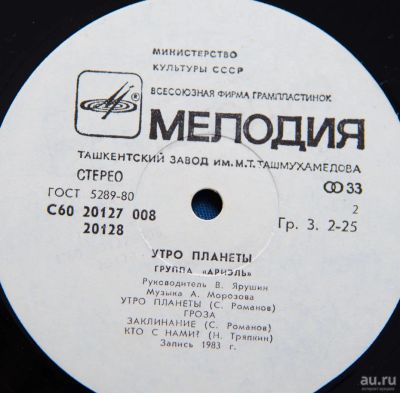 МИНИСТЕРСТВО
КУЛЬТУРЫ СССР
ВСЕСОЮЗНАЯ ФИРМА ГРАМПЛАСТИНОК
МЕЛОДИЯ
ТАШКЕНТСКИЙ ЗАВОД ИМ. М.Т. ТАШМУХАМЕДОВА
СТЕРЕО
33
ГОСТ 5289-80
2
С60 20127 008
Гр. 3. 2-25
20128
УТРО ПЛАНЕТЫ
ГРУППА «АРИЭЛЬ»
Руководитель В. Ярушин
Музыка А. Морозова
УТРО ПЛАНЕТЫ (С. Романов)
ГРОЗА
ЗАКЛИНАНИЕ (С. Романов)
КТО С НАМИ? (Н. Тряпкин)
Запись 1983 г.
au.ru